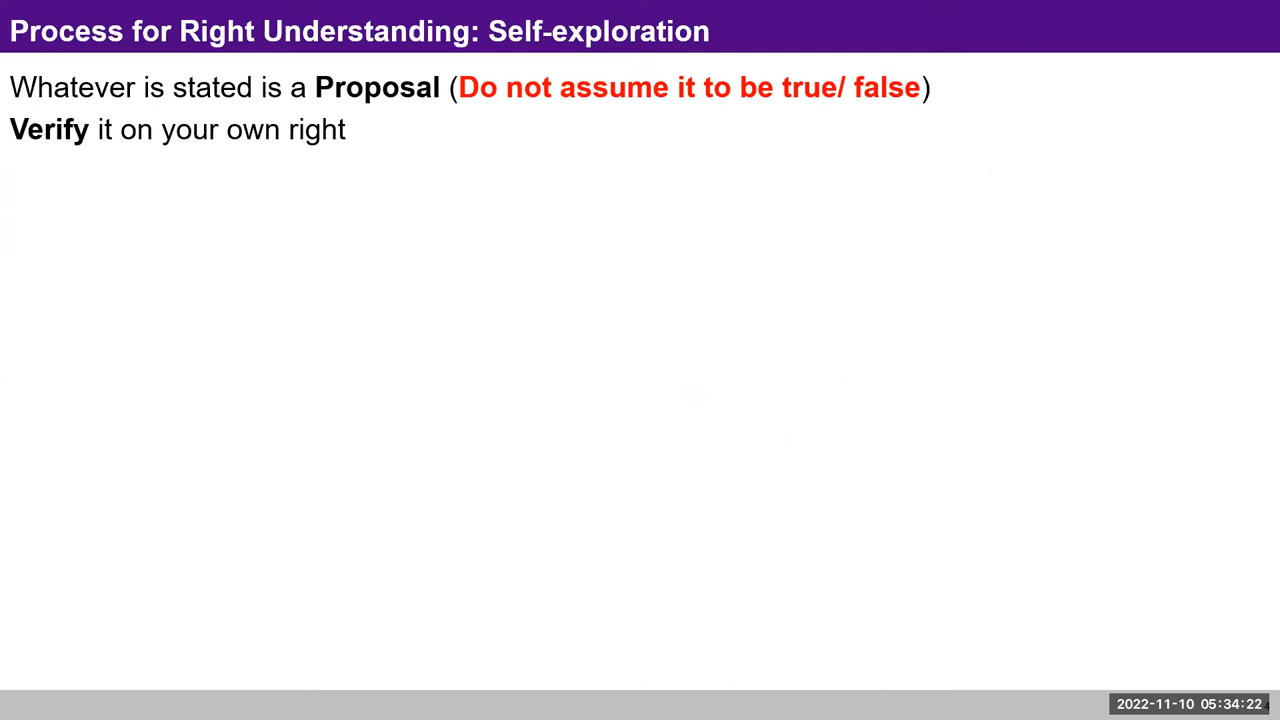 Process for Right Understanding: Self-exploration
Whatever is stated is a Proposal (Do not assume it to be true/ false)
Verify it on your own right
2022-11-10 05:34:22